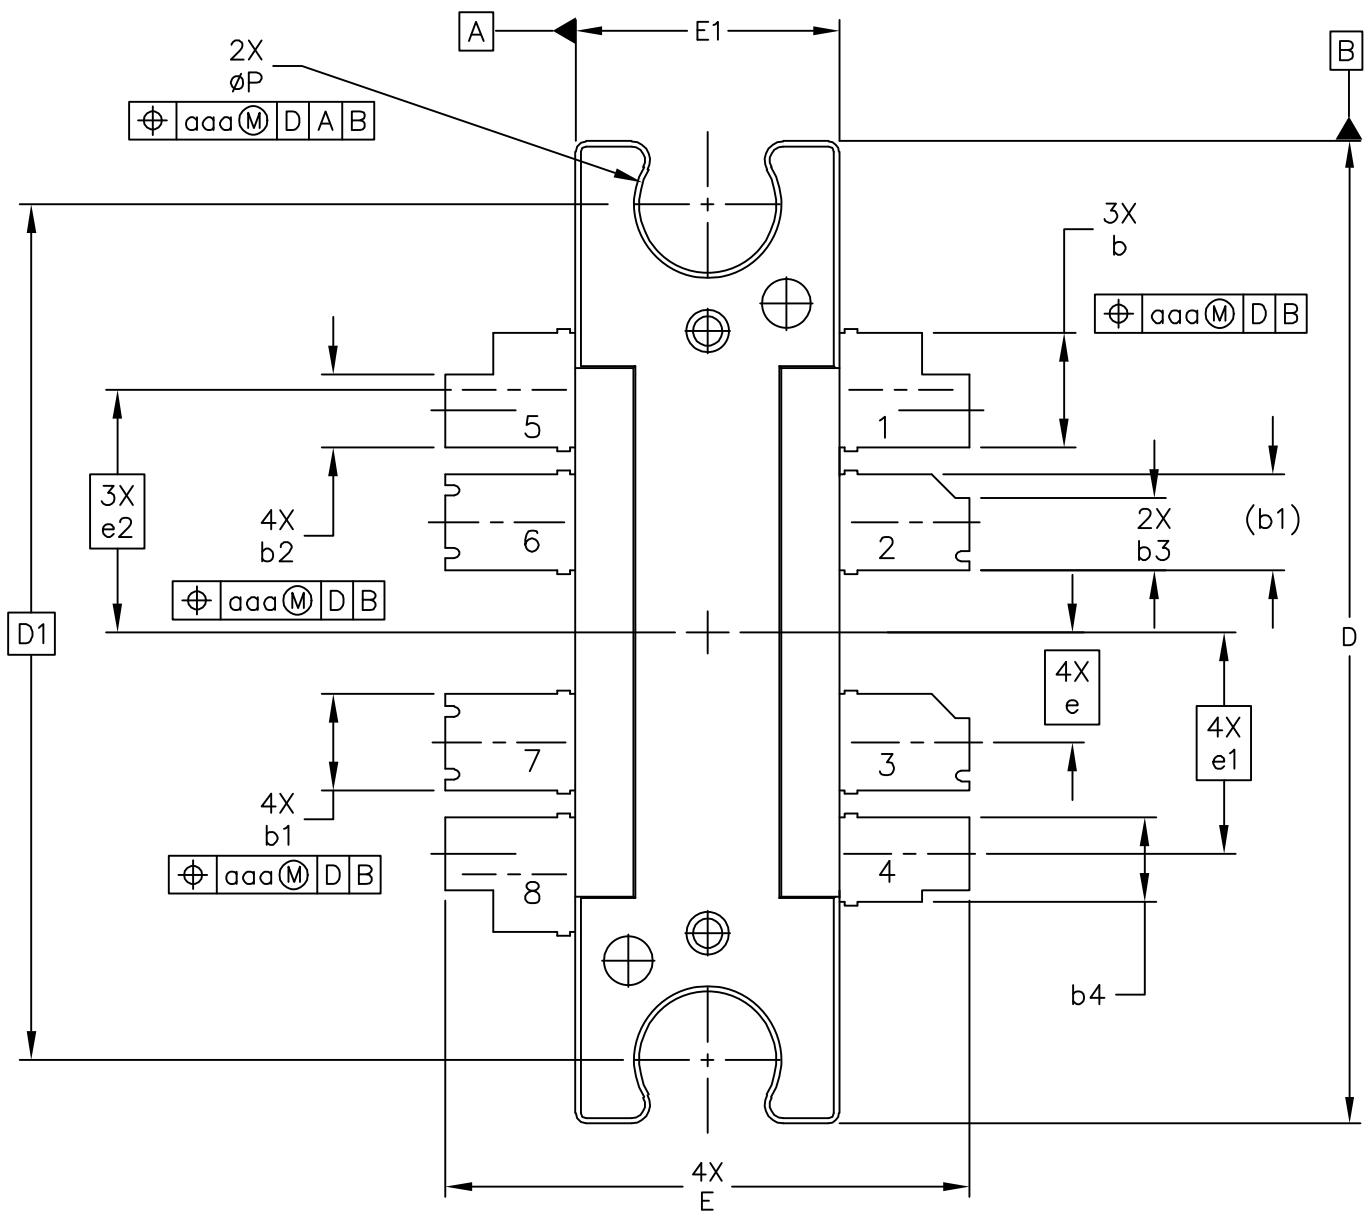 A
E1
B
2X
⌀P
⌖ aaa Ⓜ D A B
3X
b
⌖ aaa Ⓜ D B
5
1
3X
e2
4X
b2
6
2
2X
b3
(b1)
⌖ aaa Ⓜ D B
D1
D
4X
e
4X
e1
7
3
4X
b1
⌖ aaa Ⓜ D B
8
4
b4
4X
E